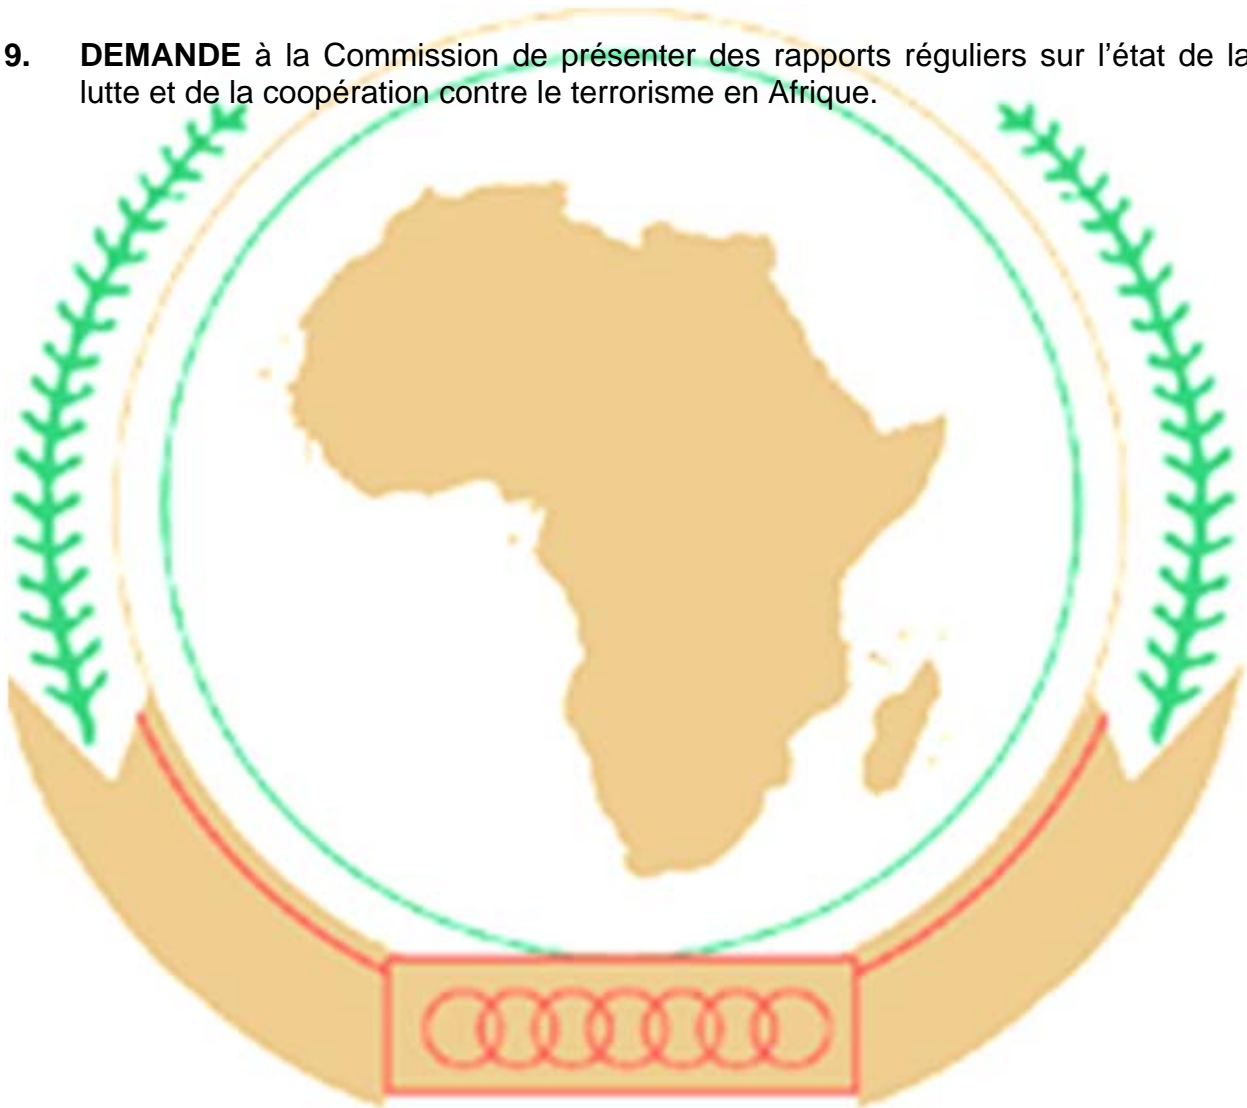 9. DEMANDE à la Commission de présenter des rapports réguliers sur l'état de la
lutte et de la coopération contre le terrorisme en Afrique.